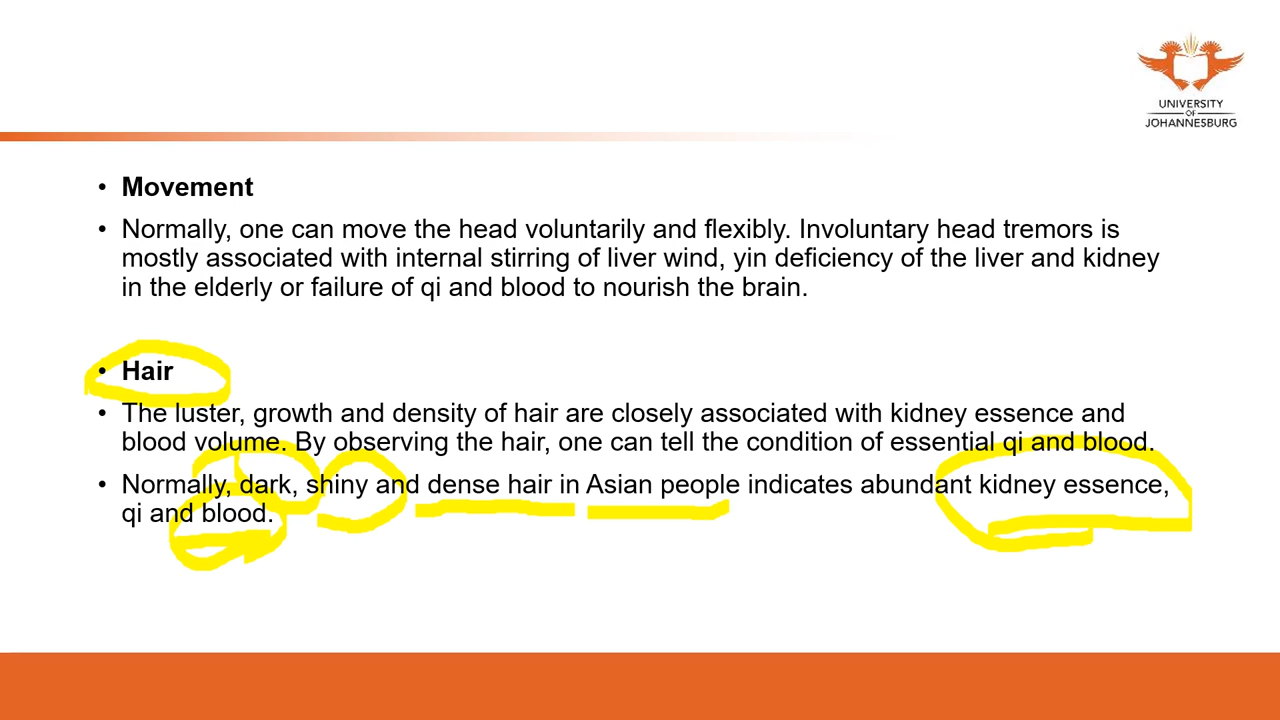 UNIVERSITY
OF
JOHANNESBURG
• Movement
• Normally, one can move the head voluntarily and flexibly. Involuntary head tremors is
mostly associated with internal stirring of liver wind, yin deficiency of the liver and kidney
in the elderly or failure of qi and blood to nourish the brain.
• Hair
• The luster, growth and density of hair are closely associated with kidney essence and
blood volume. By observing the hair, one can tell the condition of essential qi and blood.
• Normally, dark, shiny and dense hair in Asian people indicates abundant kidney essence,
qi and blood.